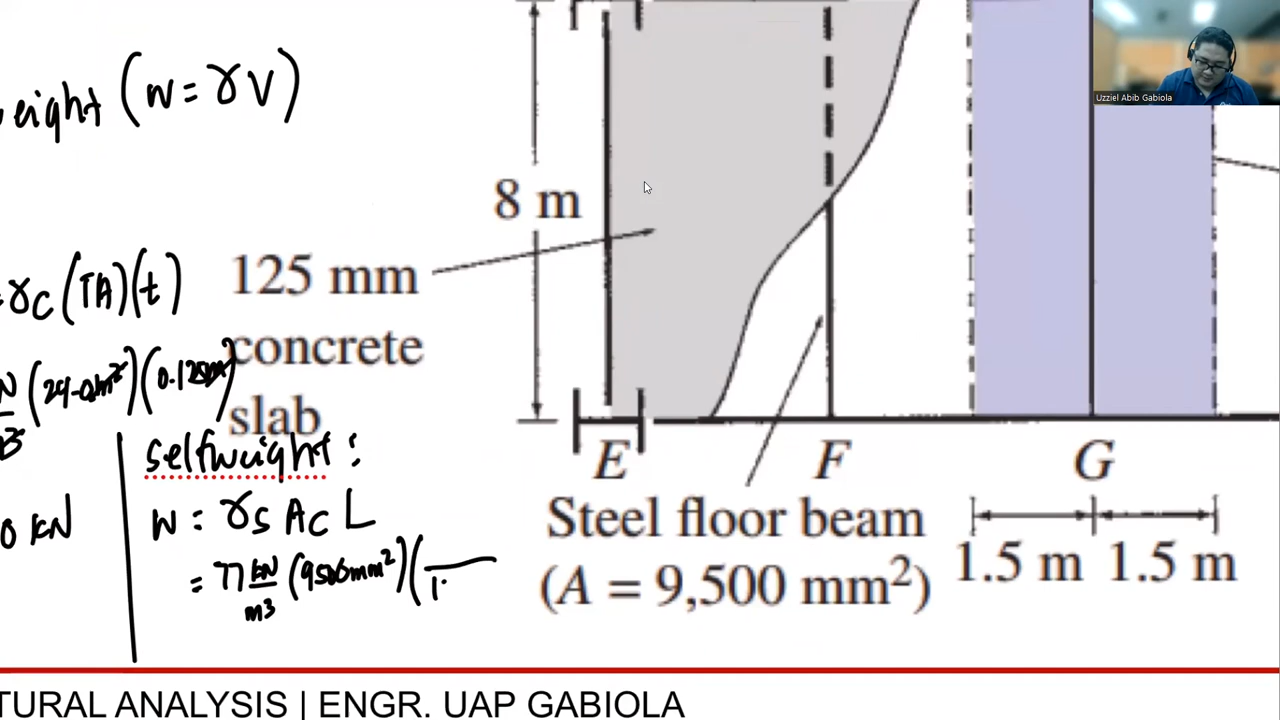 eight (W = γV)
= γC (TA)(t)
(24.0m²)(0.125m)
0 kN
selfweight :
W = γS AC L
= 77 kN/m3 (9500mm²)(
8 m
125 mm
concrete
slab
E F G
Steel floor beam
(A = 9,500 mm²)
1.5 m 1.5 m
Uzziel Abib Gabiola
TURAL ANALYSIS | ENGR. UAP GABIOLA